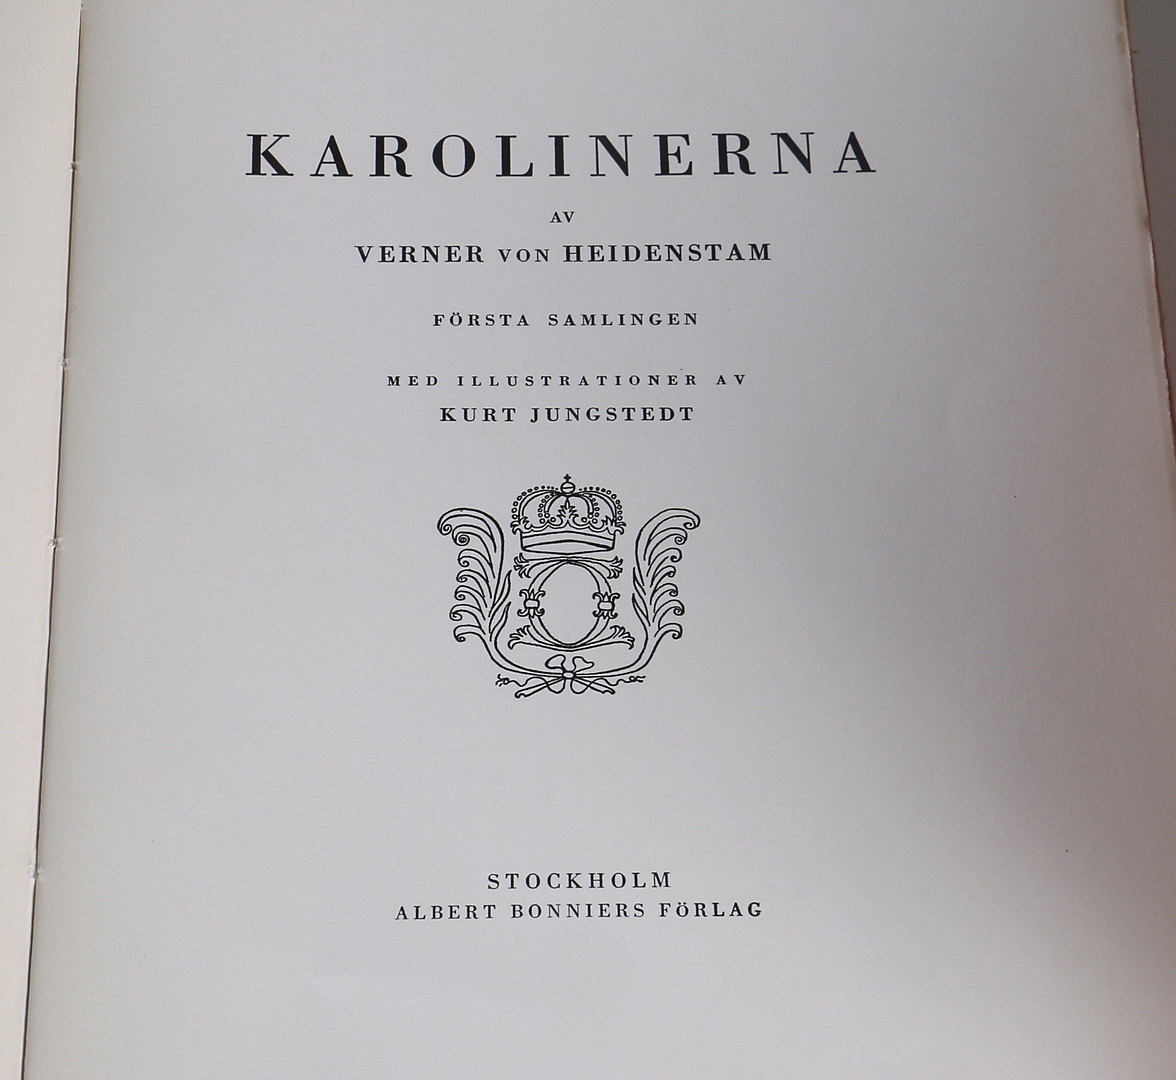 KAROLINERNA
AV
VERNER VON HEIDENSTAM
FÖRSTA SAMLINGEN
MED ILLUSTRATIONER AV
KURT JUNGSTEDT
STOCKHOLM
ALBERT BONNIERS FÖRLAG